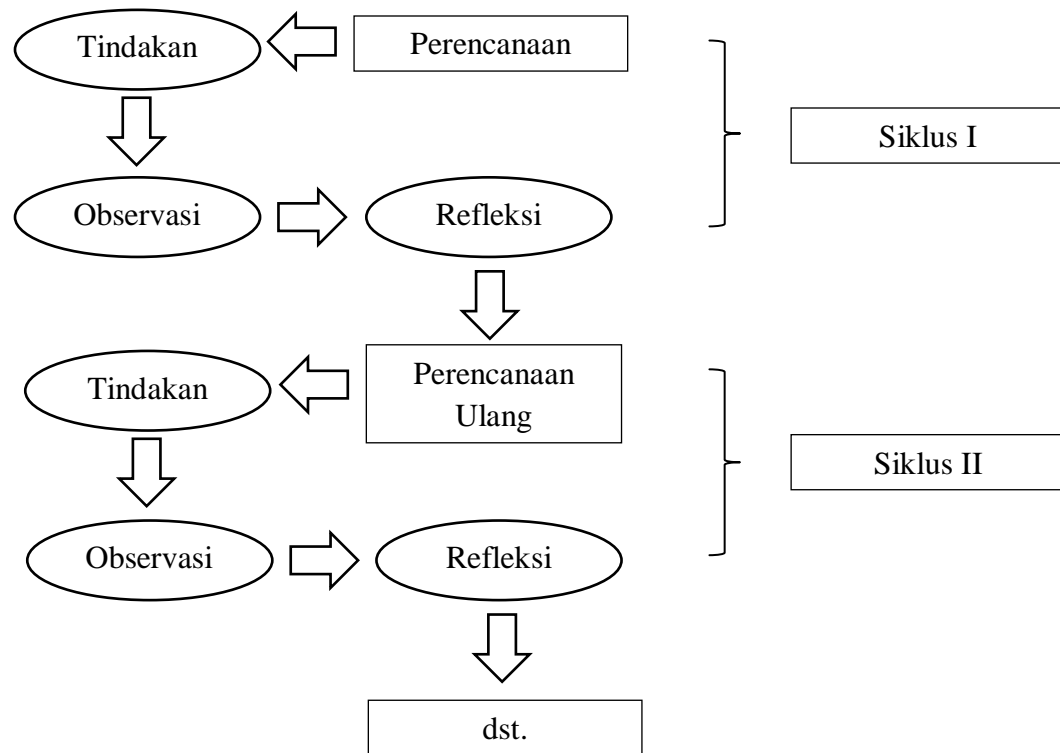 Tindakan
Perencanaan
Siklus I
Observasi
Refleksi
Tindakan
Perencanaan
Ulang
Siklus II
Observasi
Refleksi
dst.